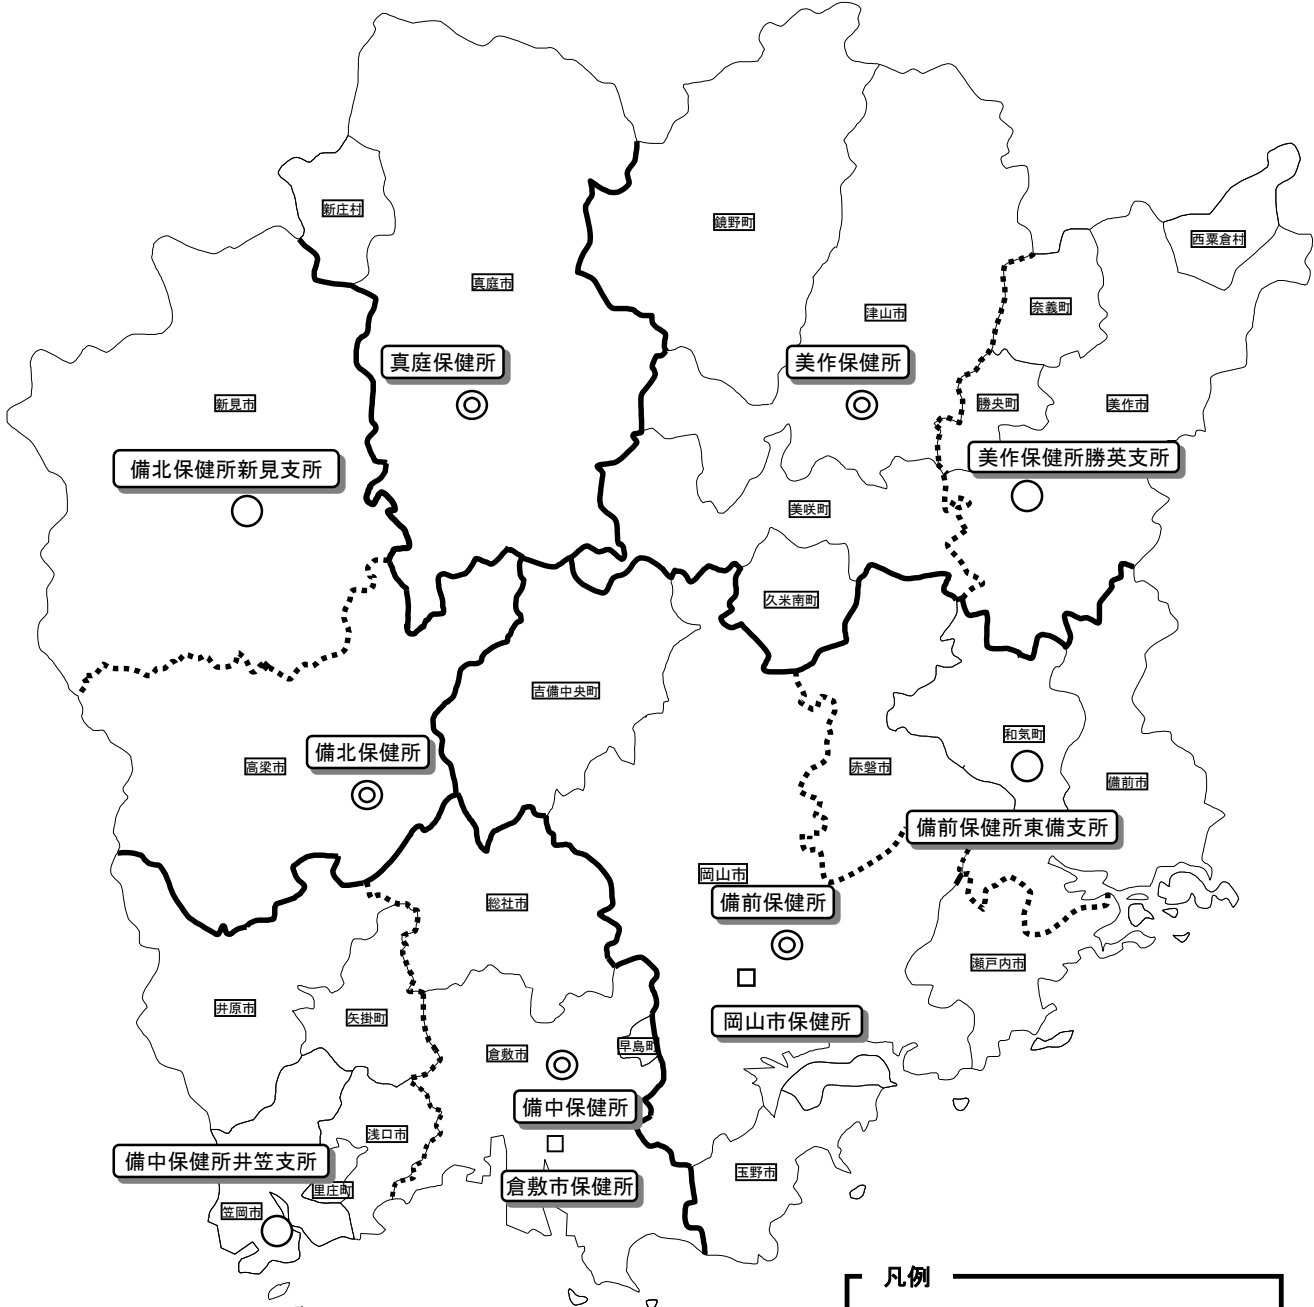 新庄村
鏡野町
西粟倉村
真庭市
奈義町
津山市
真庭保健所
美作保健所
新見市
勝央町
美作市
備北保健所新見支所
美作保健所勝英支所
美咲町
久米南町
吉備中央町
和気町
備北保健所
高梁市
赤磐市
備前市
備前保健所東備支所
岡山市
総社市
備前保健所
瀬戸内市
井原市
矢掛町
岡山市保健所
倉敷市
早島町
備中保健所
浅口市
備中保健所井笠支所
玉野市
倉敷市保健所
里庄町
笠岡市
凡例